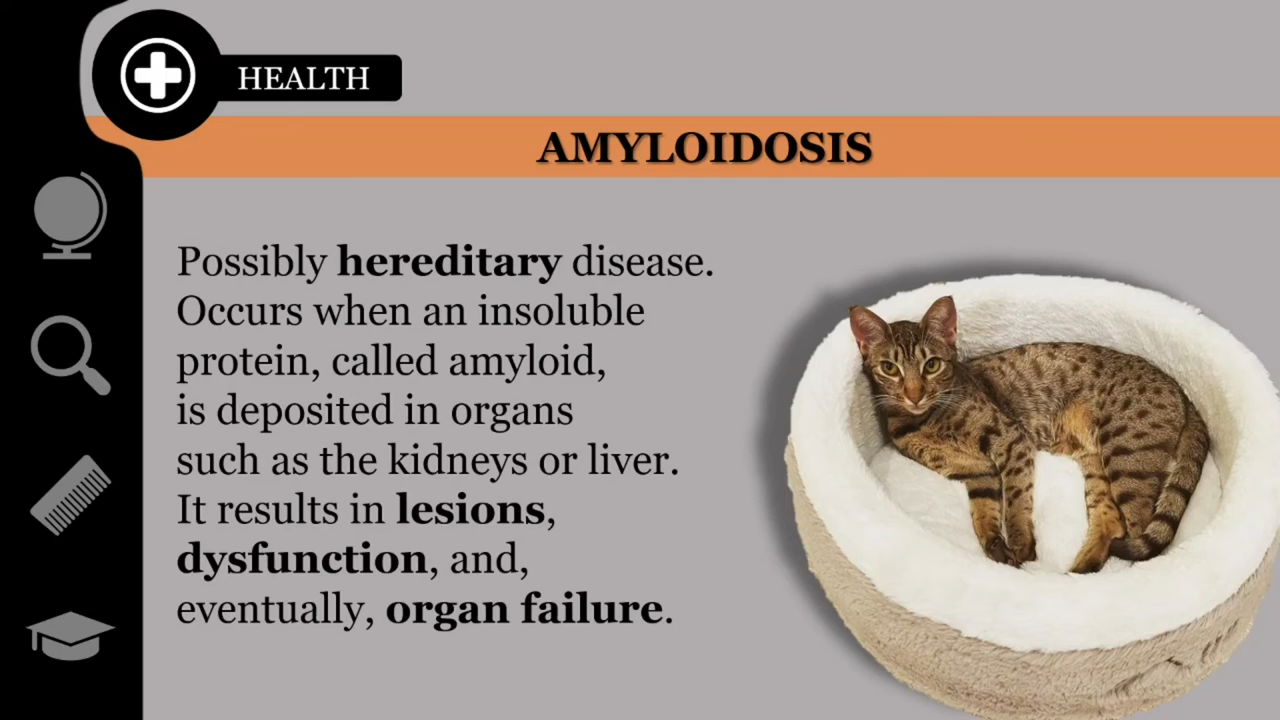 HEALTH
AMYLOIDOSIS
Possibly hereditary disease.
Occurs when an insoluble
protein, called amyloid,
is deposited in organs
such as the kidneys or liver.
It results in lesions,
dysfunction, and,
eventually, organ failure.